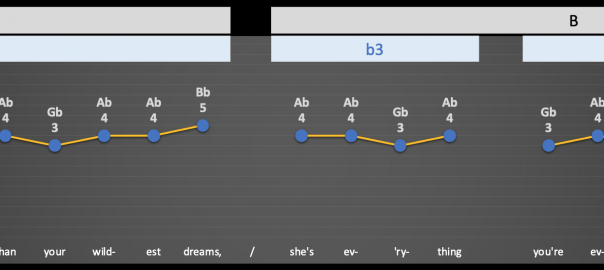 B
b3
Bb
Ab Ab Ab Ab Ab Ab Ab
5
Gb Gb Gb
4 4 4 4 4 4 4
3 3 3
han your wild- est dreams, / she's ev- 'ry- thing you're ev-